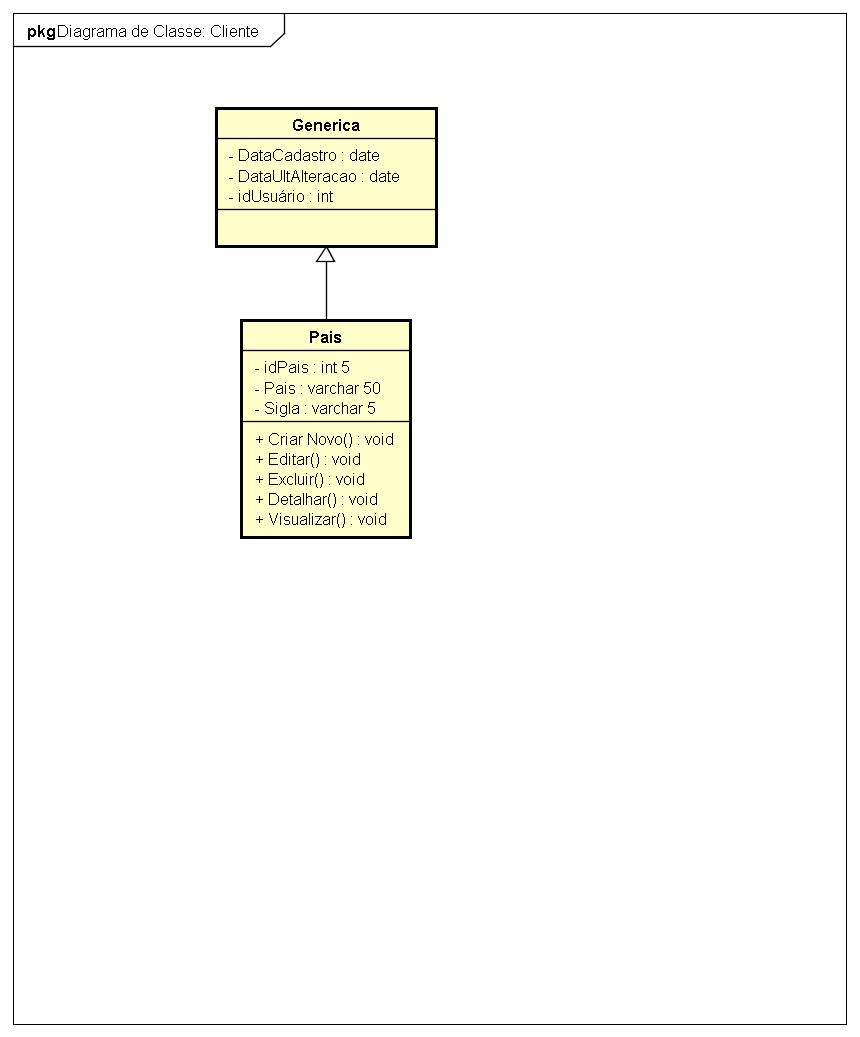 pkgDiagrama de Classe: Cliente
Generica
- DataCadastro : date
- DataUltAlteracao : date
- idUsuário : int
Pais
- idPais : int 5
- Pais : varchar 50
- Sigla : varchar 5
+ Criar Novo() : void
+ Editar() : void
+ Excluir() : void
+ Detalhar() : void
+ Visualizar() : void